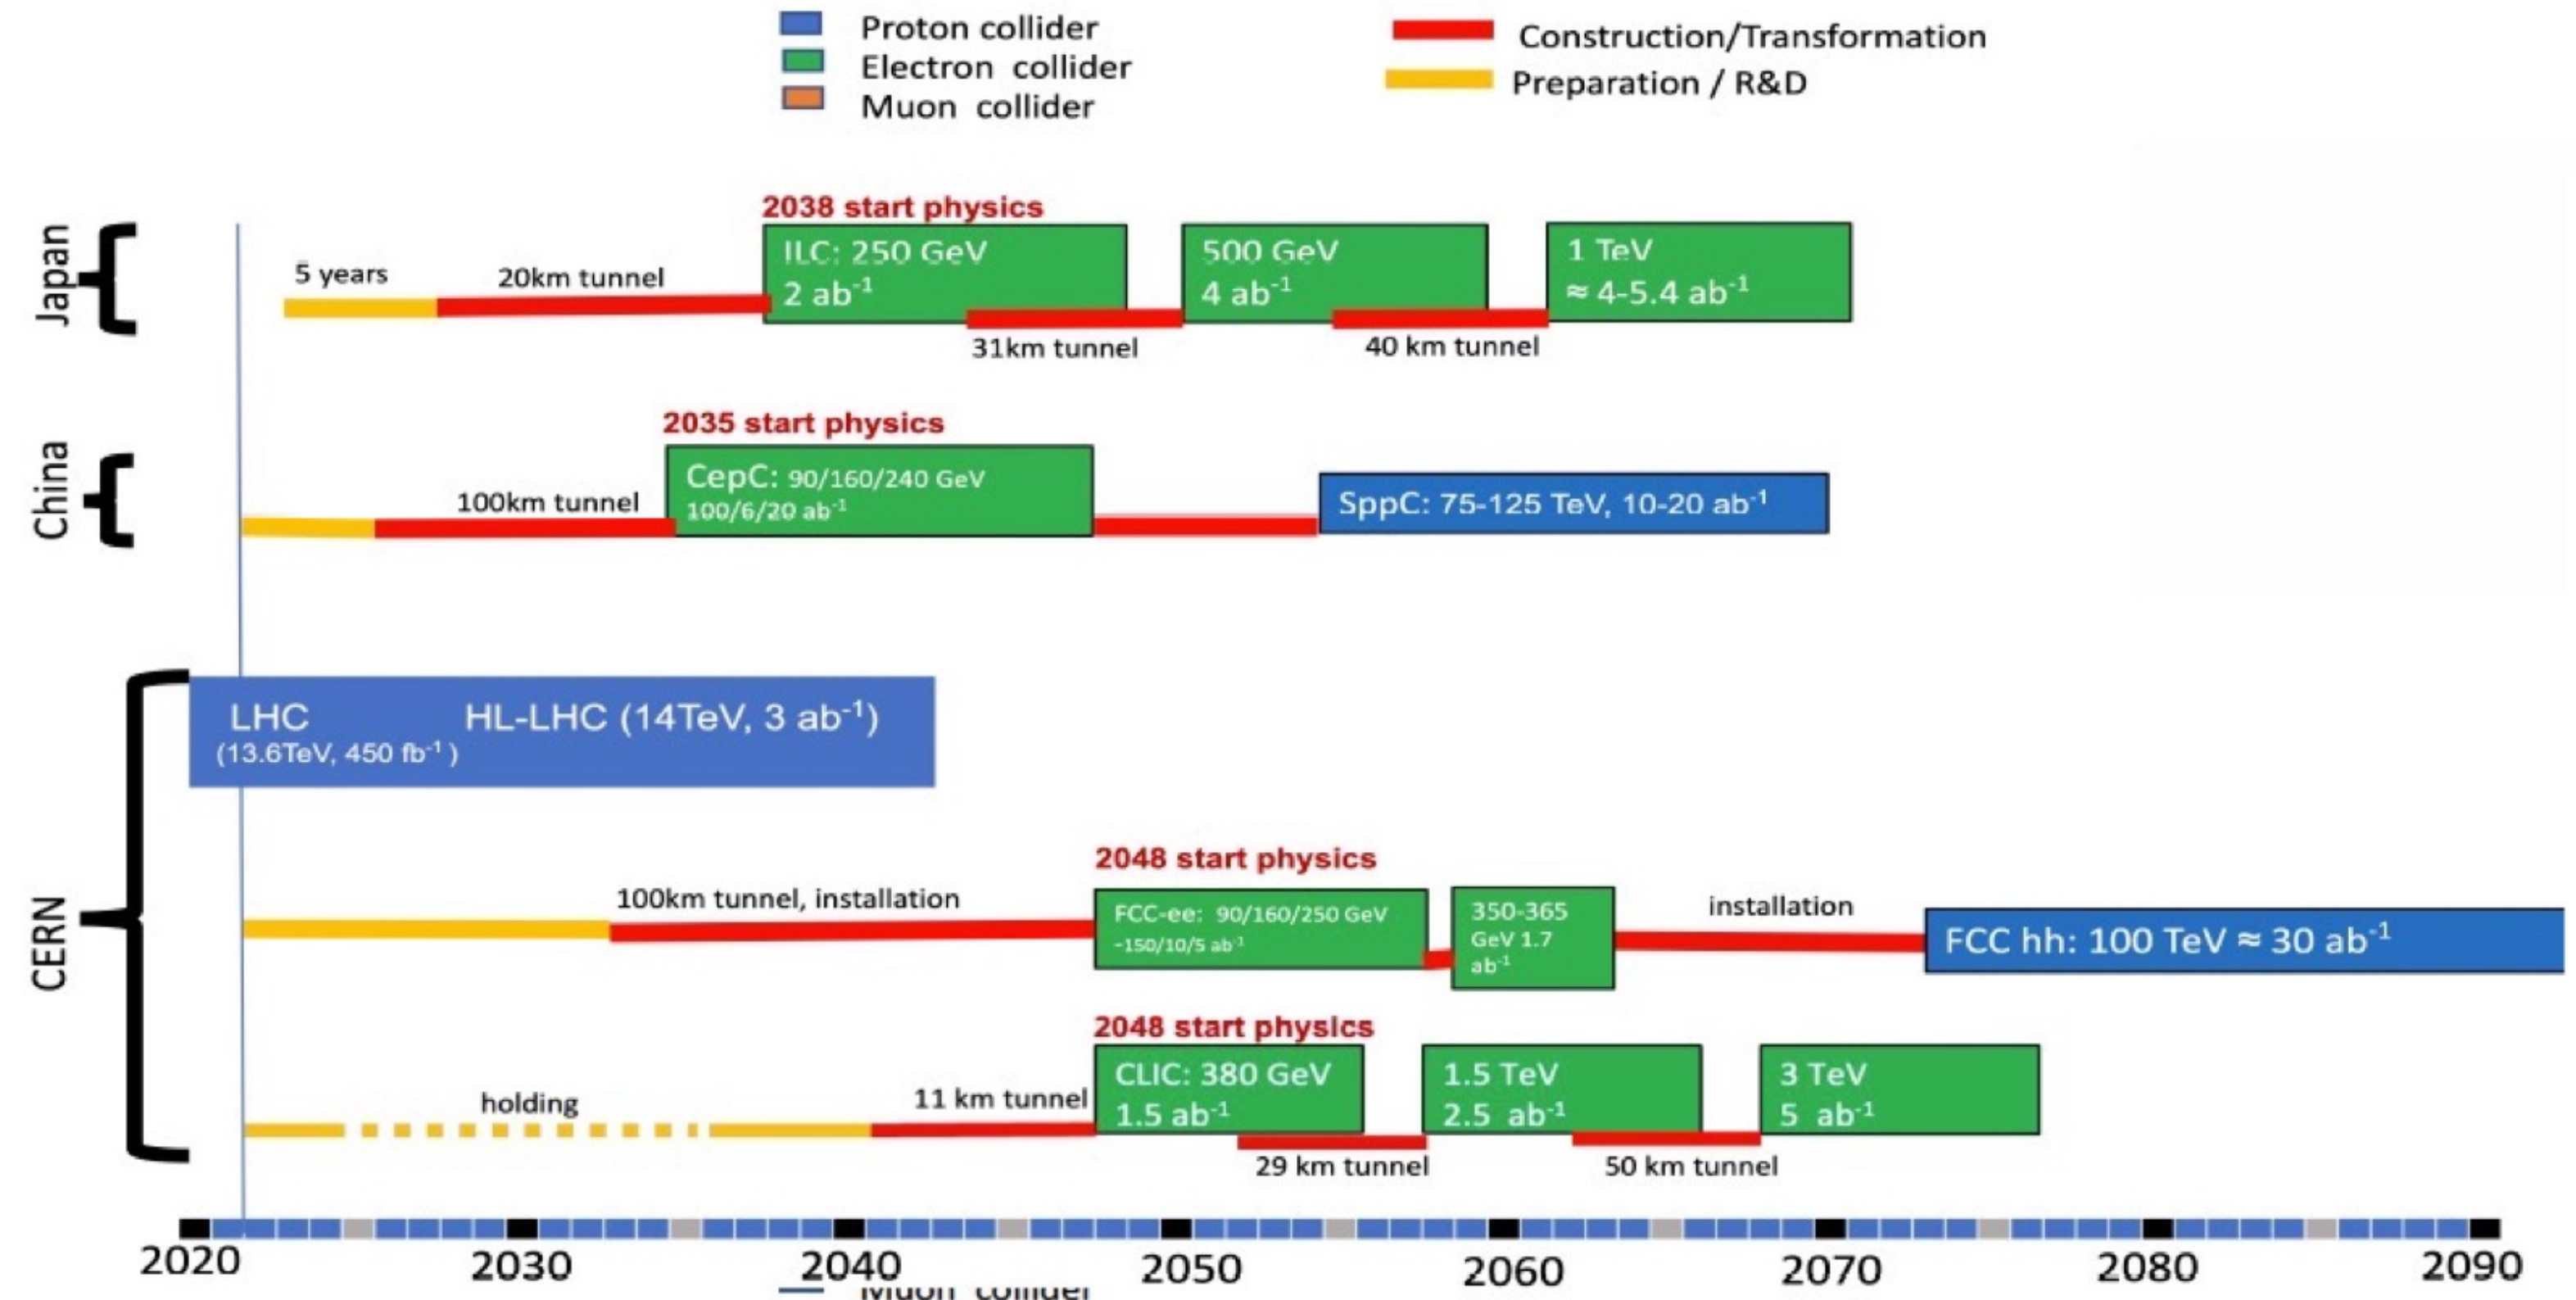 Proton collider
Electron collider
Muon collider
Construction/Transformation
Preparation / R&D
Japan
2038 start physics
5 years
20km tunnel
ILC: 250 GeV
2 ab-1
500 GeV
4 ab-1
1 TeV
≈ 4-5.4 ab-1
31km tunnel
40 km tunnel
China
2035 start physics
100km tunnel
CepC: 90/160/240 GeV
100/6/20 ab-1
SppC: 75-125 TeV, 10-20 ab-1
CERN
LHC
(13.6TeV, 450 fb-1 )
HL-LHC (14TeV, 3 ab-1)
2048 start physics
100km tunnel, installation
FCC-ee: 90/160/250 GeV
~150/10/5 ab-1
350-365
GeV 1.7
ab-1
installation
FCC hh: 100 TeV ≈ 30 ab-1
2048 start physics
holding
11 km tunnel
CLIC: 380 GeV
1.5 ab-1
1.5 TeV
2.5 ab-1
3 TeV
5 ab-1
29 km tunnel
50 km tunnel
2020 2030 2040 2050 2060 2070 2080 2090
Muon collider